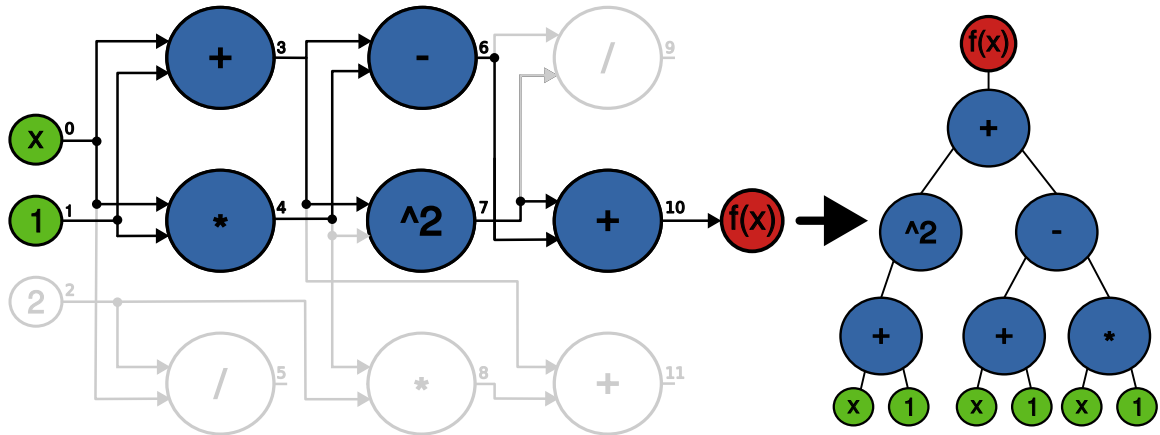 + 3 - 6 / 9
x 0
1 1 * 4 ^2 7 + 10 f(x)
2 2
/ 5 * 8 + 11
f(x)
+
^2 -
+ + *
x 1 x 1 x 1